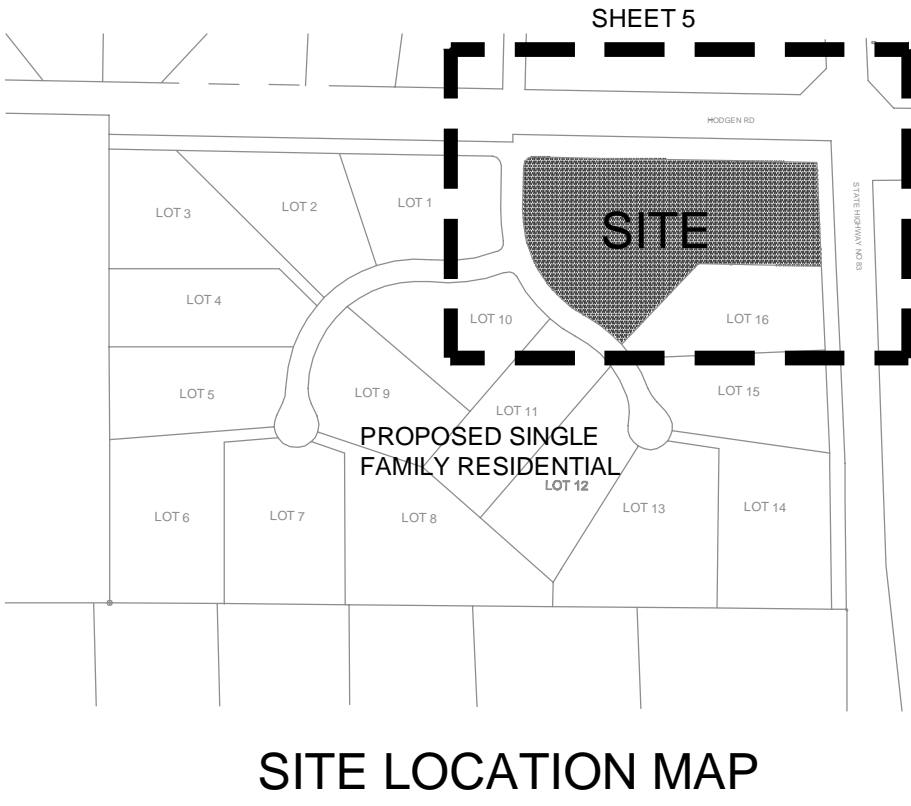 SHEET 5
HODGEN RD
STATE HIGHWAY NO 83
SITE
LOT 1
LOT 2
LOT 3
LOT 4
LOT 10
LOT 16
LOT 5
LOT 9
LOT 15
LOT 11
PROPOSED SINGLE
FAMILY RESIDENTIAL
LOT 12
LOT 6
LOT 7
LOT 8
LOT 13
LOT 14
SITE LOCATION MAP